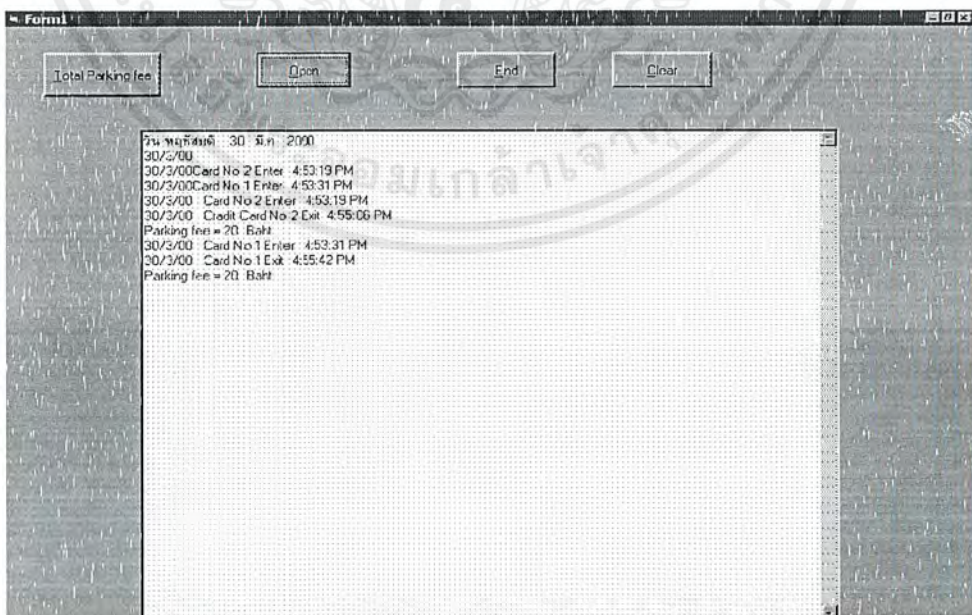 Form1
Total Parking fee
Open
End
Clear
วัน พฤหัสบดี 30 มี.ค. 2000
30/3/00
30/3/00Card No 2 Enter 4:53:19 PM
30/3/00Card No 1 Enter 4:53:31 PM
30/3/00 Card No 2 Enter 4:53:19 PM
30/3/00 Credit Card No 2 Exit 4:55:06 PM
Parking fee = 20 Baht
30/3/00 Card No 1 Enter 4:53:31 PM
30/3/00 Card No 1 Exit 4:55:42 PM
Parking fee = 20 Baht